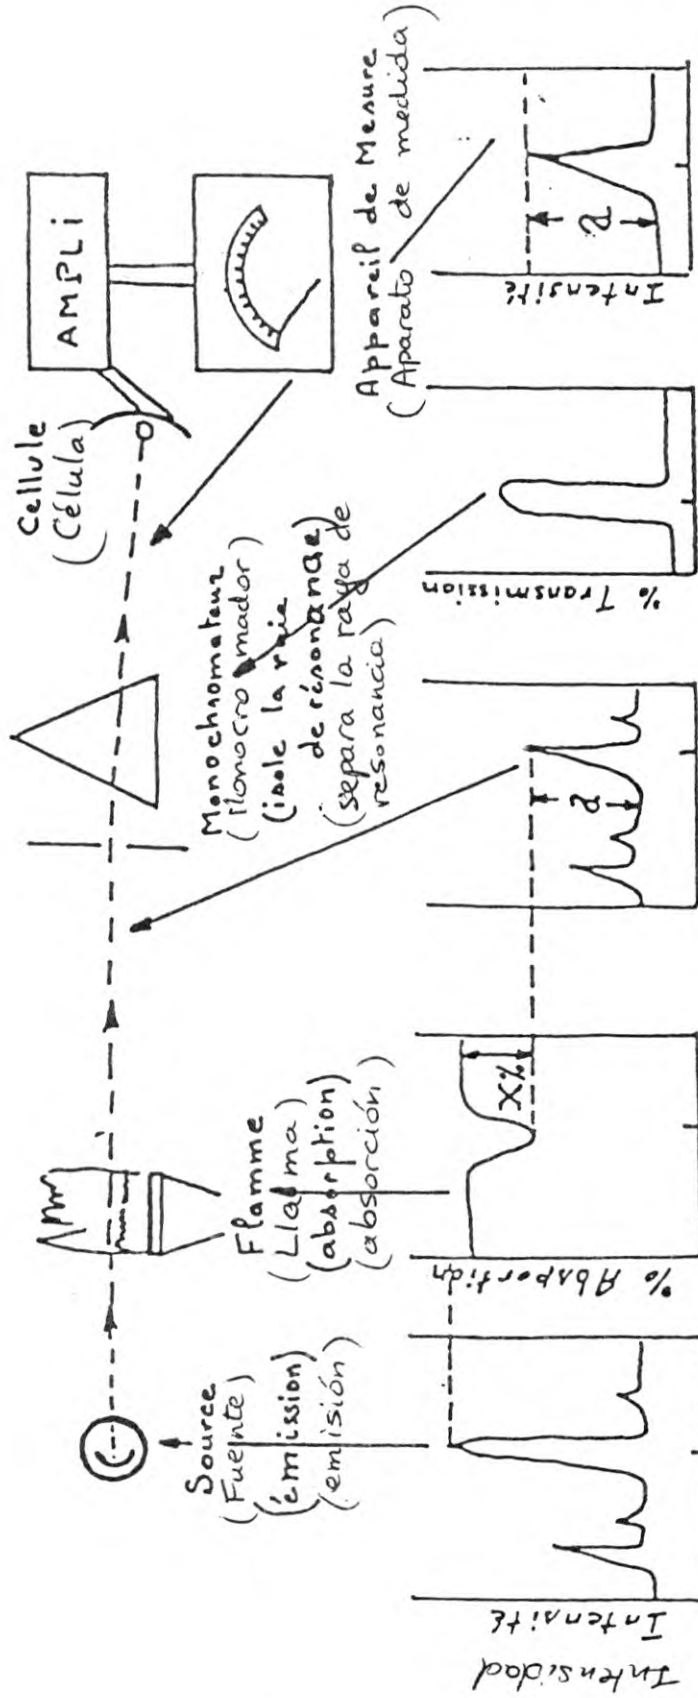 Source
(Fuente)
(émission)
(emisión)
Flamme
(Llama)
(absorption)
(absorción)
Monochromateur
(Monocromador)
(isole la raie
de résonance)
(separa la raya de
resonancia)
Cellule
(Célula)
AMPLi
Appareil de Mesure
(Aparato de medida)
Intensidad
Intensité
% Absportion
X%
a
% Transmission
Intensité
a